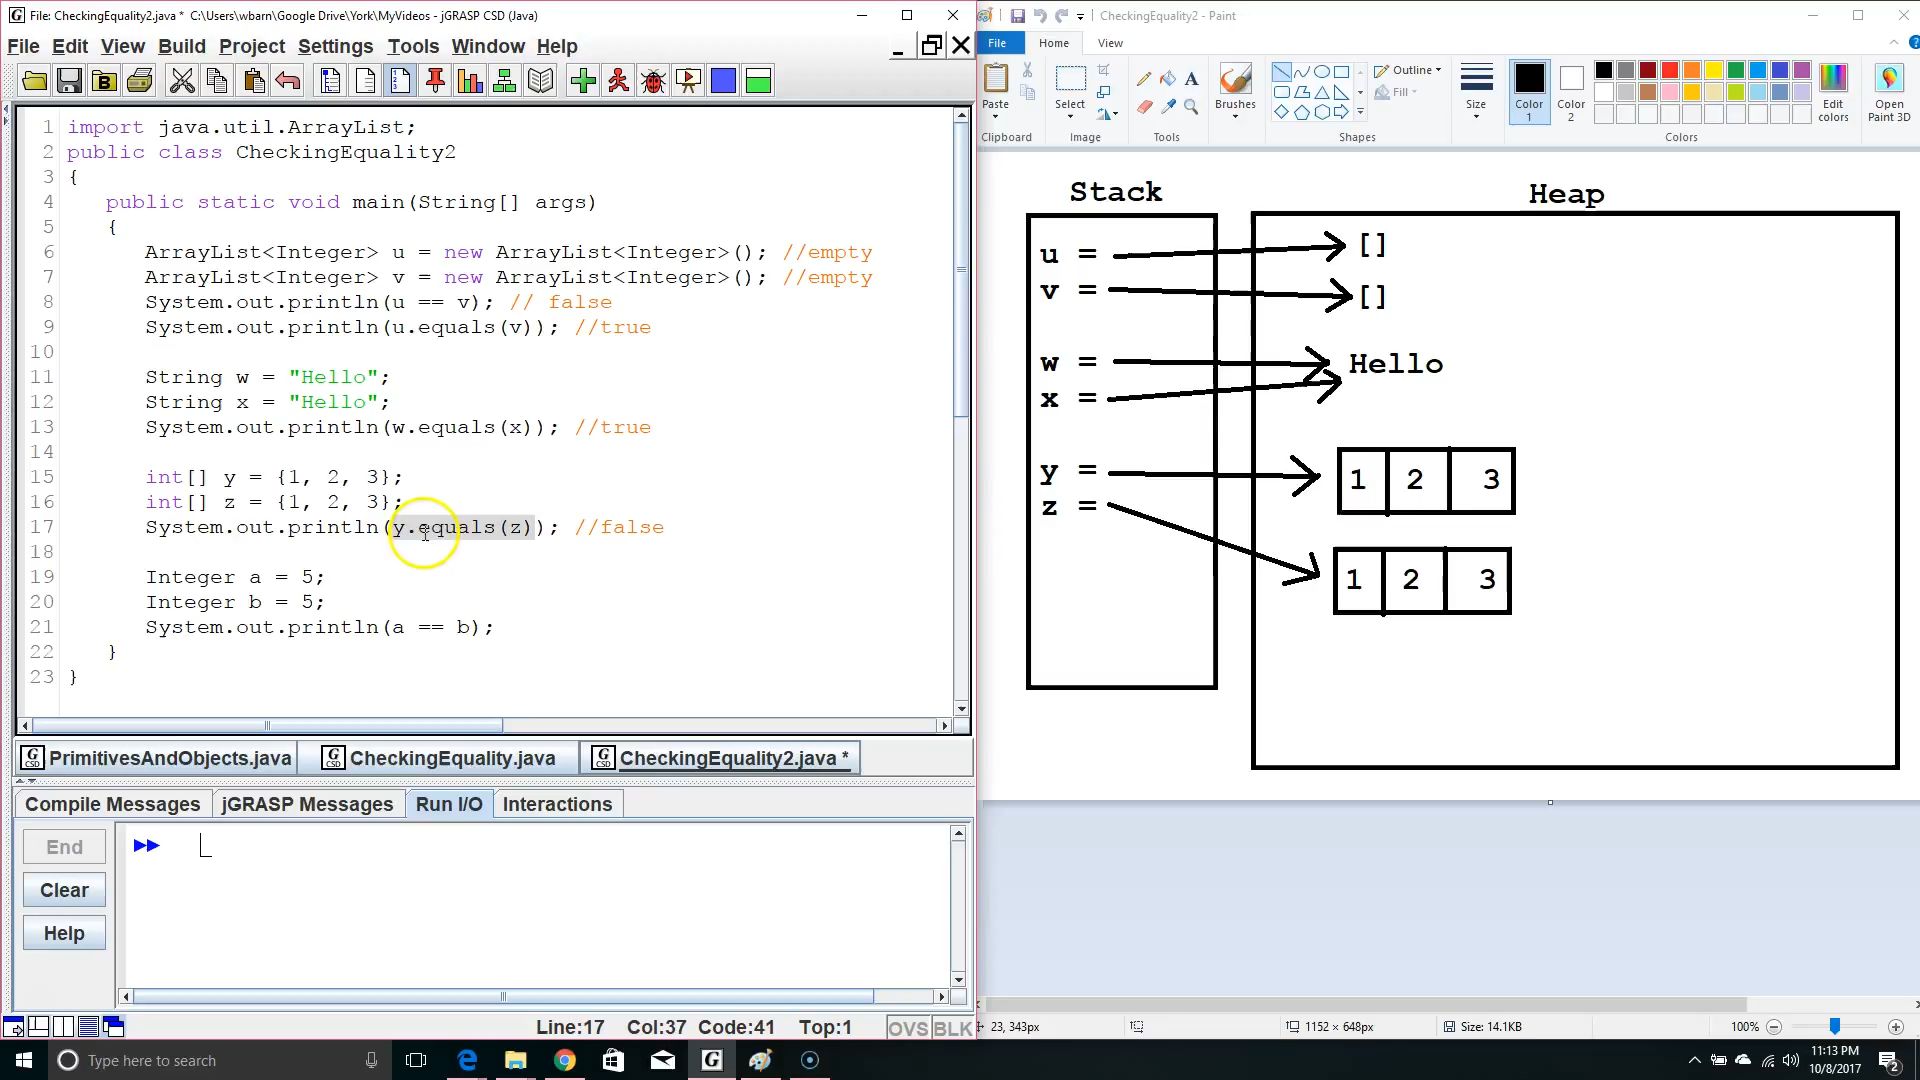 File: CheckingEquality2.java * C:\Users\wbarn\Google Drive\York\MyVideos - jGRASP CSD (Java)
File Edit View Build Project Settings Tools Window Help
1 import java.util.ArrayList;
2 public class CheckingEquality2
3 {
4 public static void main(String[] args)
5 {
6 ArrayList<Integer> u = new ArrayList<Integer>(); //empty
7 ArrayList<Integer> v = new ArrayList<Integer>(); //empty
8 System.out.println(u == v); // false
9 System.out.println(u.equals(v)); //true
10
11 String w = "Hello";
12 String x = "Hello";
13 System.out.println(w.equals(x)); //true
14
15 int[] y = {1, 2, 3};
16 int[] z = {1, 2, 3};
17 System.out.println(y.equals(z)); //false
18
19 Integer a = 5;
20 Integer b = 5;
21 System.out.println(a == b);
22 }
23 }
PrimitivesAndObjects.java CheckingEquality.java CheckingEquality2.java *
Compile Messages jGRASP Messages Run I/O Interactions
End
Clear
Help
Line:17 Col:37 Code:41 Top:1 OVS BLK
CheckingEquality2 - Paint
File Home View
Paste Select Brushes Outline Fill Size Color 1 Color 2 Edit colors Open Paint 3D
Clipboard Image Tools Shapes Colors
Stack Heap
u = []
v = []
w = Hello
x =
y = 1 2 3
z =
1 2 3
23, 343px 1152 × 648px Size: 14.1KB 100%
Type here to search
11:13 PM
10/8/2017
2